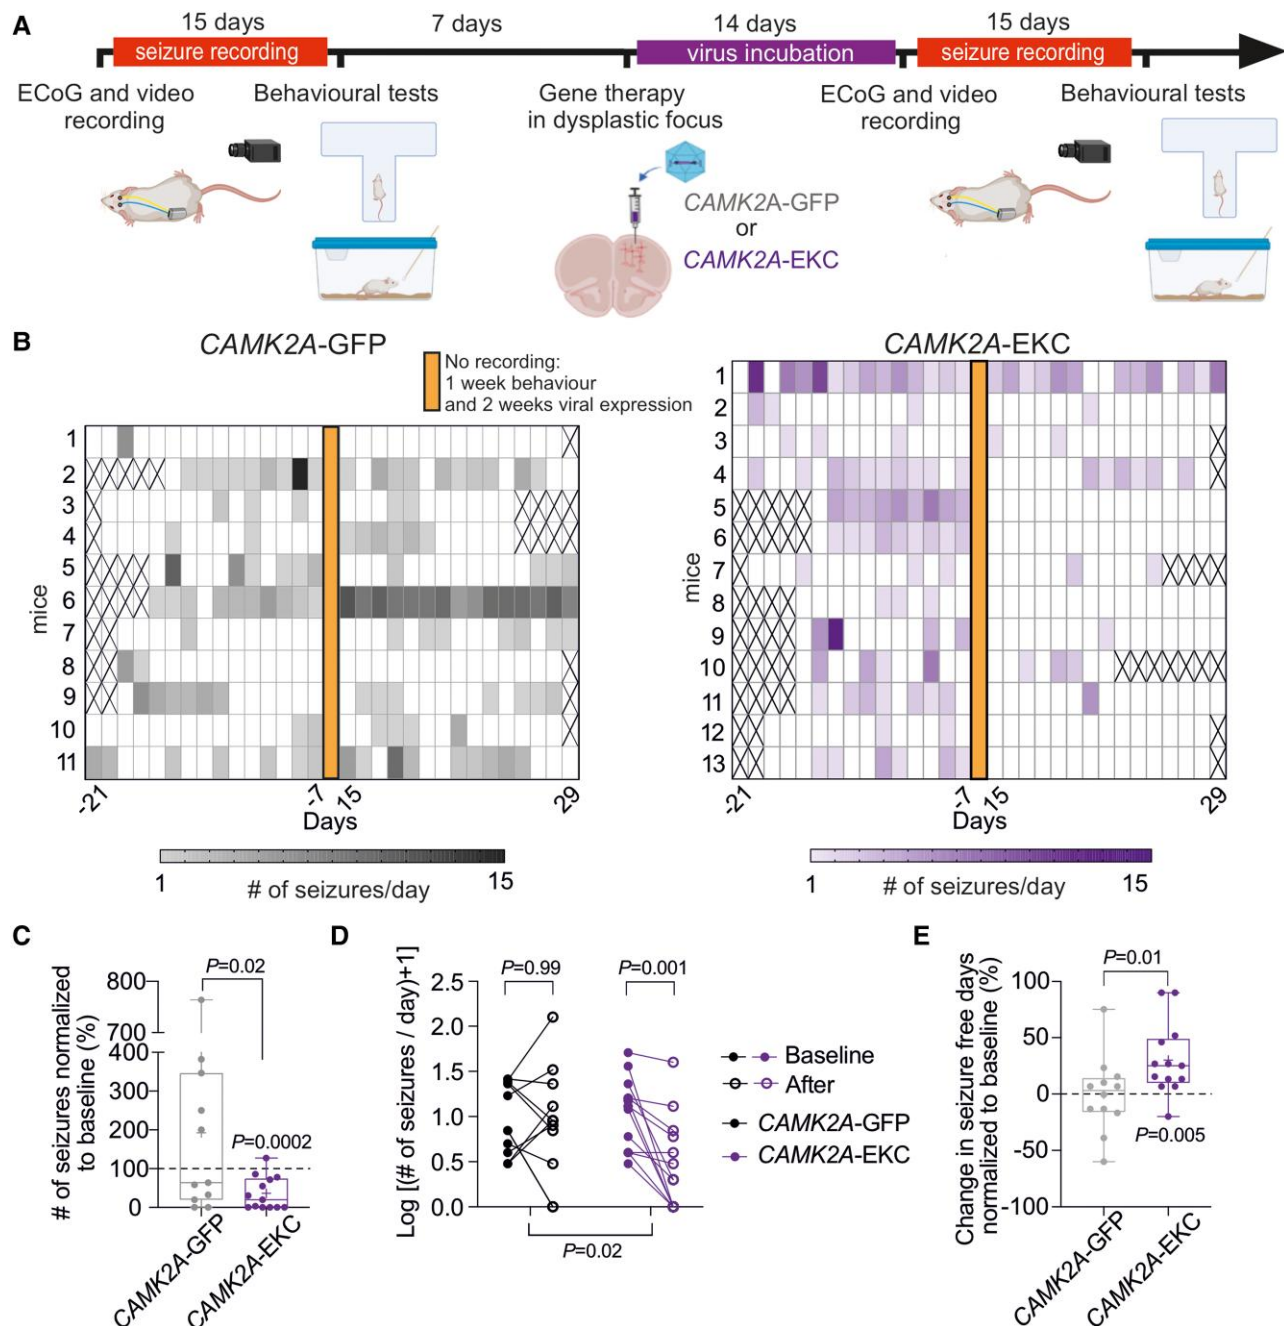 A
15 days
7 days
14 days
15 days
seizure recording
virus incubation
seizure recording
ECoG and video
recording
Behavioural tests
Gene therapy
in dysplastic focus
ECoG and video
recording
Behavioural tests
CAMK2A-GFP
or
CAMK2A-EKC
B
CAMK2A-GFP
No recording:
1 week behaviour
and 2 weeks viral expression
mice
1
2
3
4
5
6
7
8
9
10
11
-21
-7
15
29
Days
1
15
# of seizures/day
CAMK2A-EKC
mice
1
2
3
4
5
6
7
8
9
10
11
12
13
-21
-7
15
29
Days
1
15
# of seizures/day
C
# of seizures normalized
to baseline (%)
800
700
400
300
200
100
0
P=0.02
P=0.0002
CAMK2A-GFP
CAMK2A-EKC
D
Log [(# of seizures / day)+1]
2.5
2.0
1.5
1.0
0.5
0.0
P=0.99
P=0.001
P=0.02
Baseline
After
CAMK2A-GFP
CAMK2A-EKC
E
Change in seizure free days
normalized to baseline (%)
100
50
0
-50
-100
P=0.01
P=0.005
CAMK2A-GFP
CAMK2A-EKC